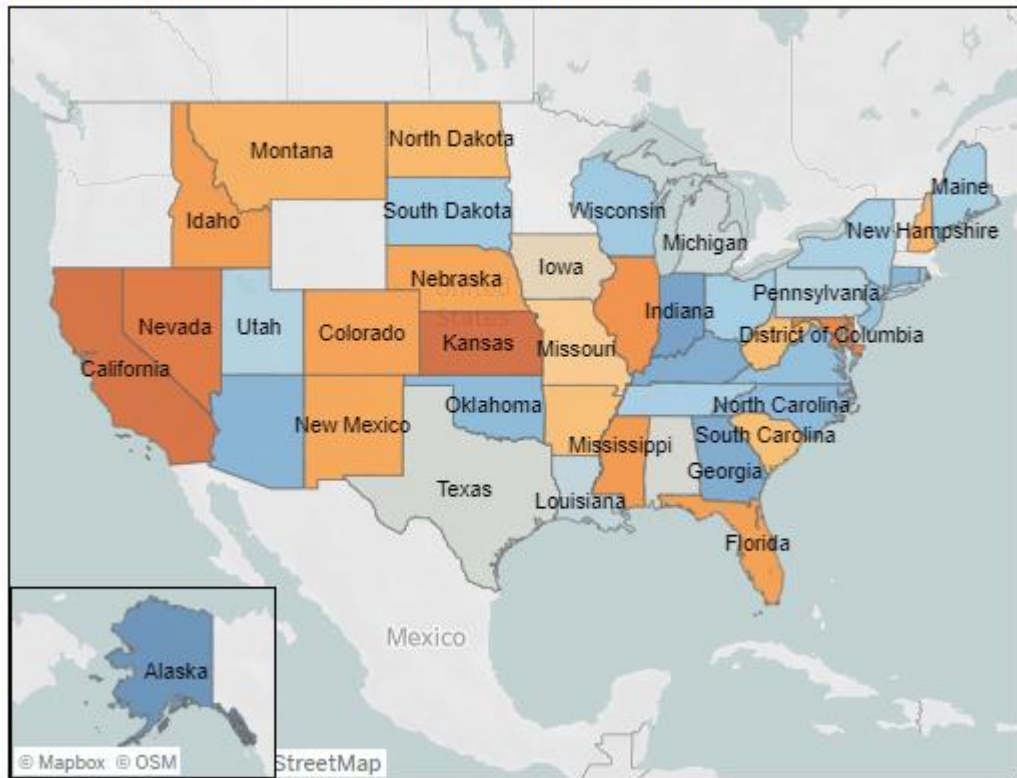 North Dakota
Montana
Maine
South Dakota
Wisconsin
Idaho
New Hampshire
Michigan
Iowa
Nebraska
United
States
Pennsylvania
Nevada
Utah
Colorado
Kansas
Indiana
District of Columbia
California
Missouri
Oklahoma
North Carolina
New Mexico
Mississippi
South Carolina
Georgia
Texas
Louisiana
Florida
Mexico
Alaska
© Mapbox © OSM
StreetMap